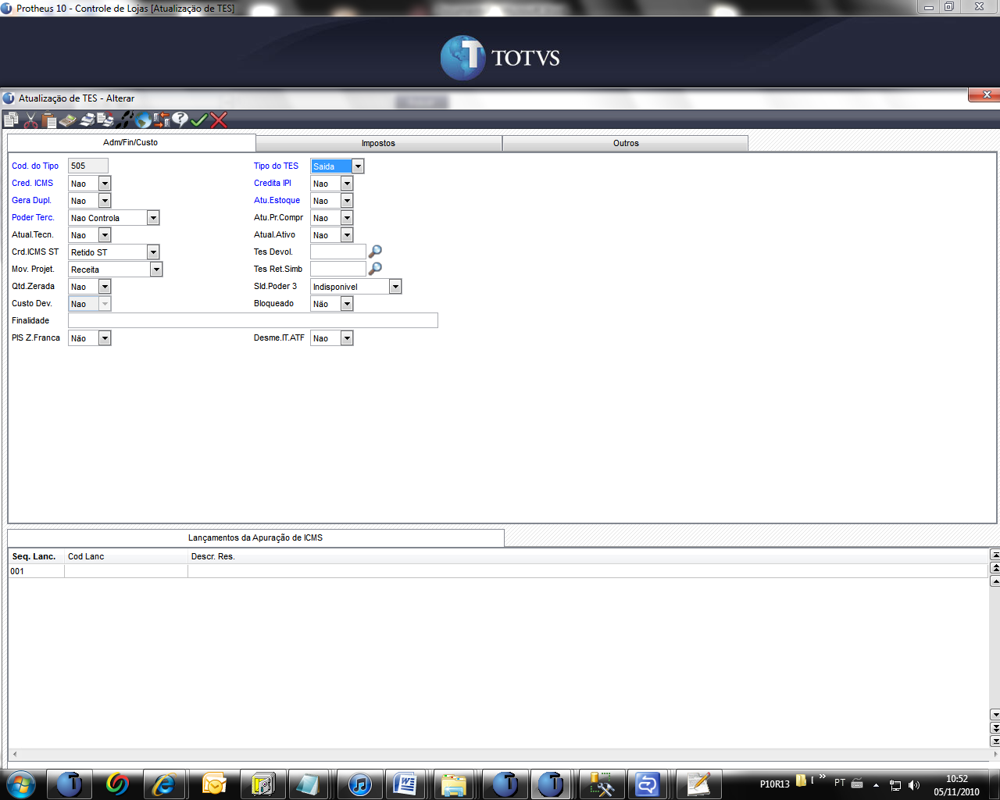 Protheus 10 - Controle de Lojas [Atualização de TES]
TOTVS
Atualização de TES - Alterar
Adm/Fin/Custo Impostos Outros
Cod. do Tipo 505 Tipo do TES Saida
Cred. ICMS Nao Credita IPI Nao
Gera Dupl. Nao Atu.Estoque Nao
Poder Terc. Nao Controla Atu.Pr.Compr Nao
Atual.Tecn. Nao Atual.Ativo Nao
Crd.ICMS ST Retido ST Tes Devol.
Mov. Projet. Receita Tes Ret.Simb
Qtd.Zerada Nao Sld.Poder 3 Indisponivel
Custo Dev. Nao Bloqueado Não
Finalidade
PIS Z.Franca Não Desme.IT.ATF Nao
Lançamentos da Apuração de ICMS
Seq. Lanc. Cod Lanc Descr. Res.
001
P10R13 PT 10:52
05/11/2010